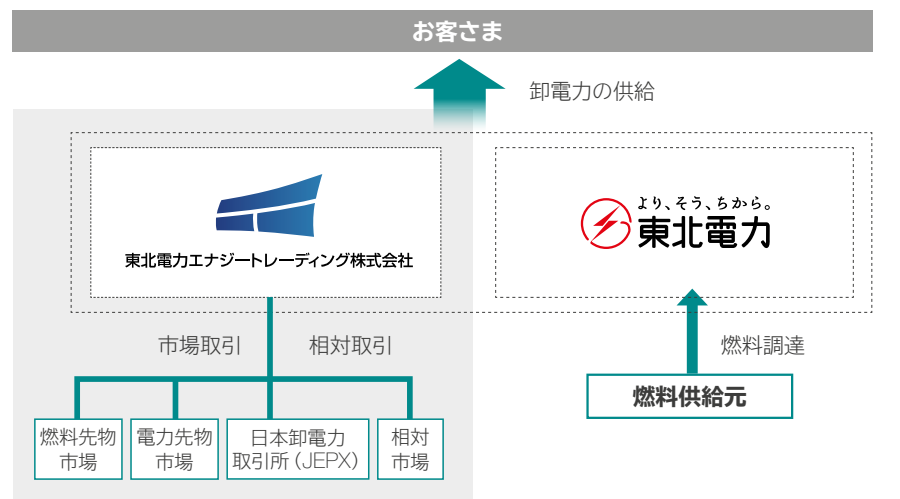 お客さま
卸電力の供給
東北電力エナジートレーディング株式会社
より、そう、ちから。
東北電力
市場取引
相対取引
燃料調達
燃料供給元
燃料先物
市場
電力先物
市場
日本卸電力
取引所（JEPX）
相対
市場